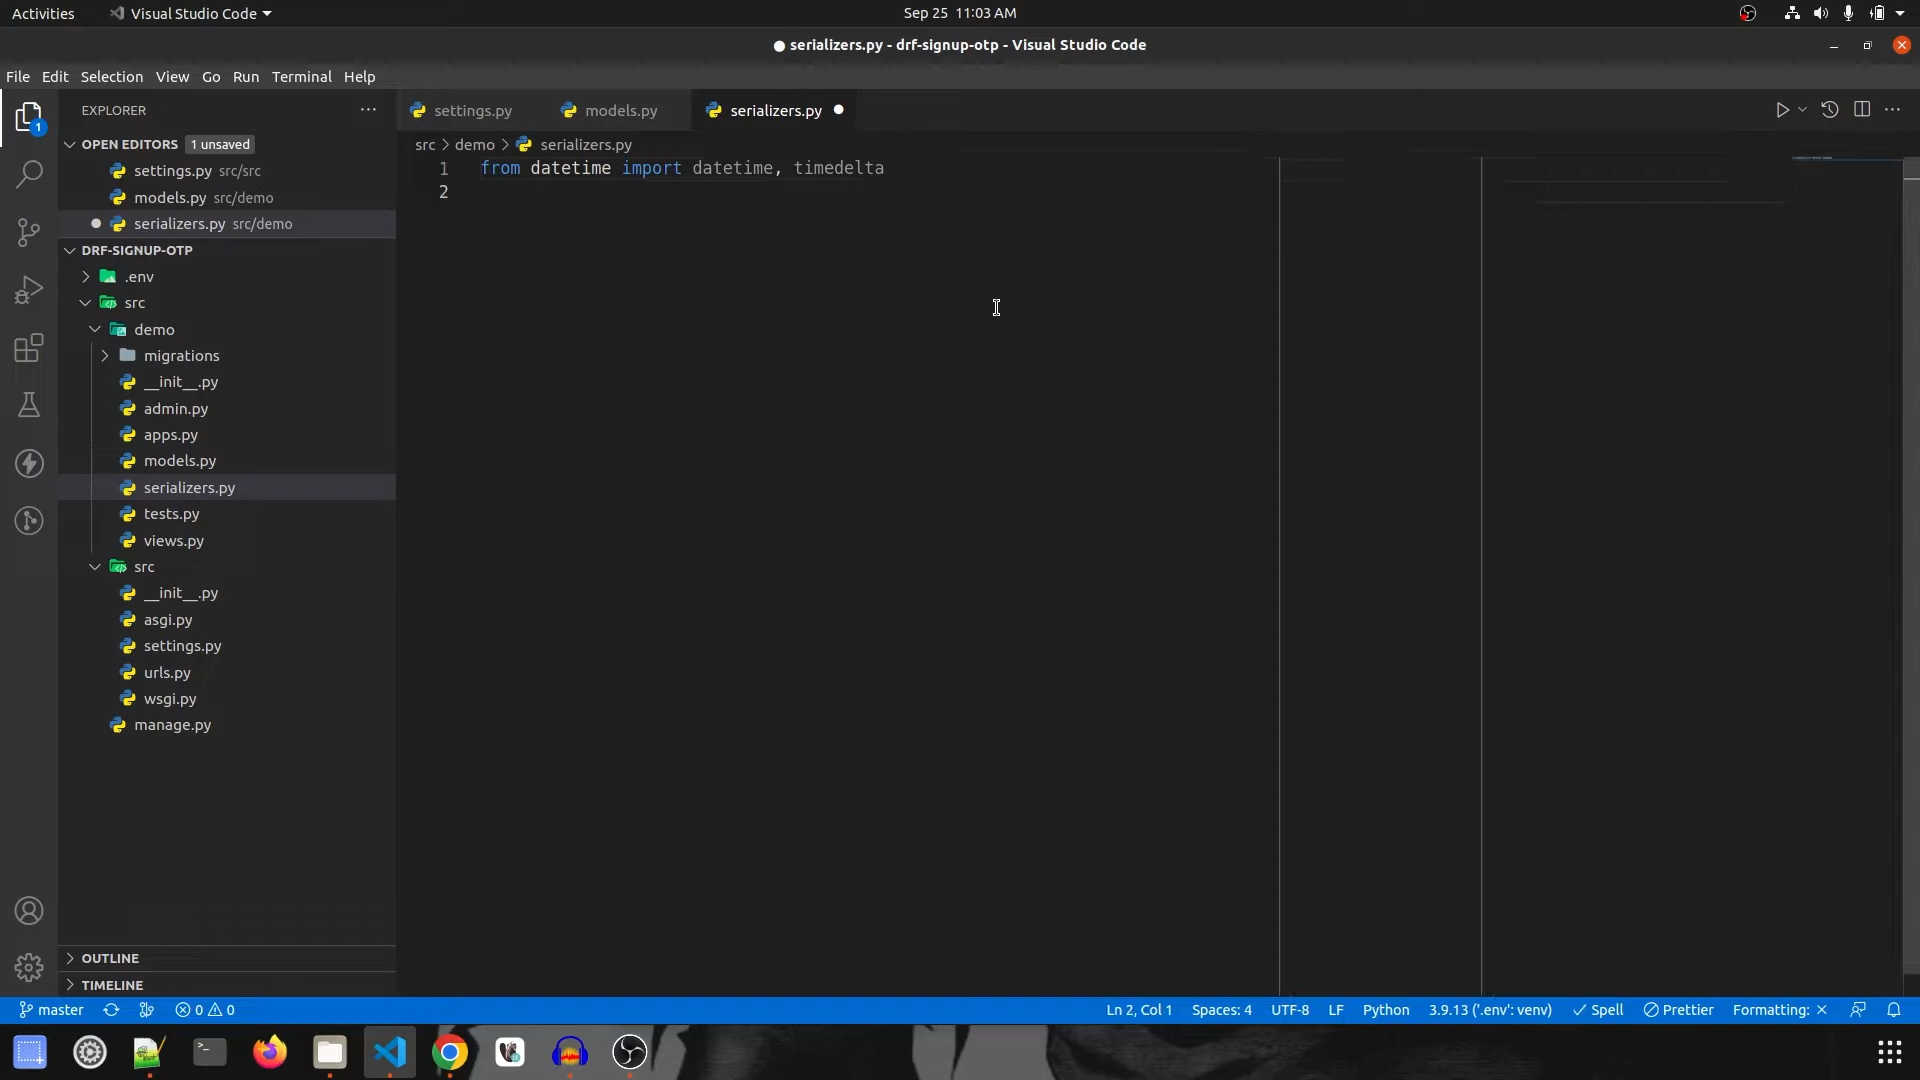 Activities
Visual Studio Code
Sep 25 11:03 AM
● serializers.py - drf-signup-otp - Visual Studio Code
File Edit Selection View Go Run Terminal Help
EXPLORER
settings.py
models.py
serializers.py
1
OPEN EDITORS
1 unsaved
settings.py src/src
models.py src/demo
serializers.py src/demo
src > demo > serializers.py
1 from datetime import datetime, timedelta
2
DRF-SIGNUP-OTP
.env
src
demo
migrations
__init__.py
admin.py
apps.py
models.py
serializers.py
tests.py
views.py
src
__init__.py
asgi.py
settings.py
urls.py
wsgi.py
manage.py
OUTLINE
TIMELINE
master
0 0
Ln 2, Col 1
Spaces: 4
UTF-8
LF
Python
3.9.13 ('.env': venv)
Spell
Prettier
Formatting: ×